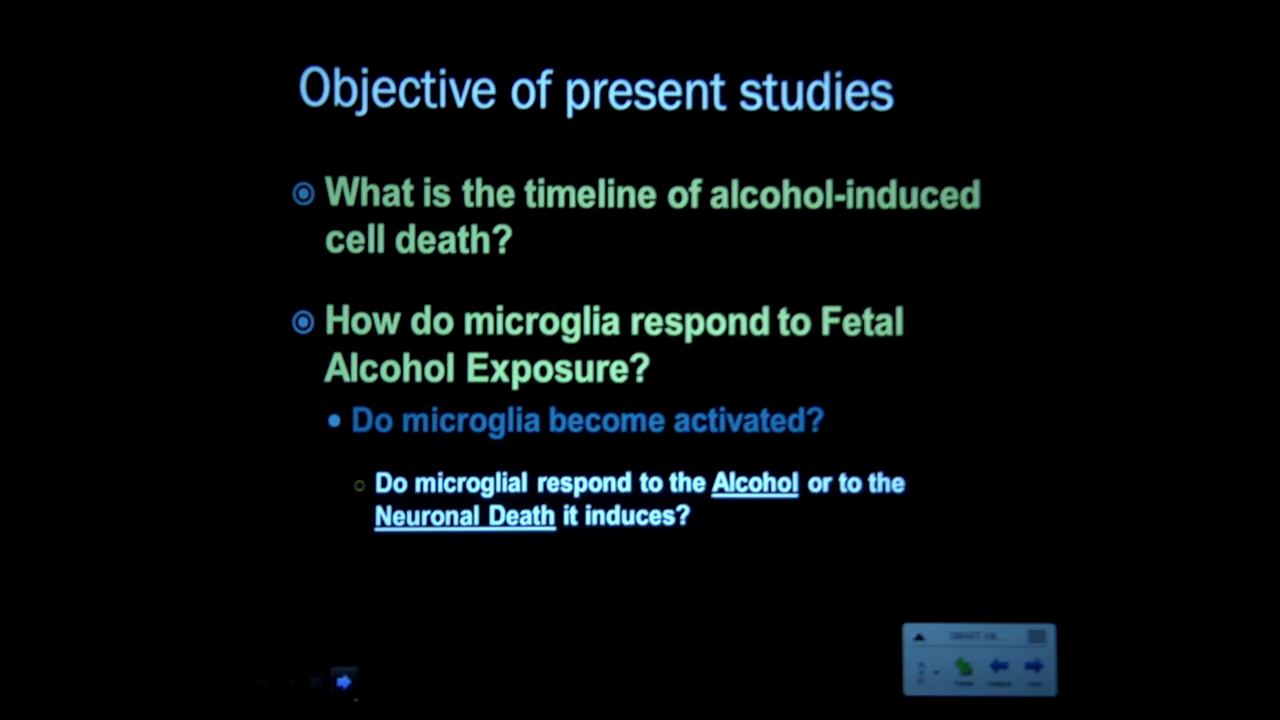 Objective of present studies
What is the timeline of alcohol-induced
cell death?
How do microglia respond to Fetal
Alcohol Exposure?
Do microglia become activated?
Do microglial respond to the Alcohol or to the
Neuronal Death it induces?